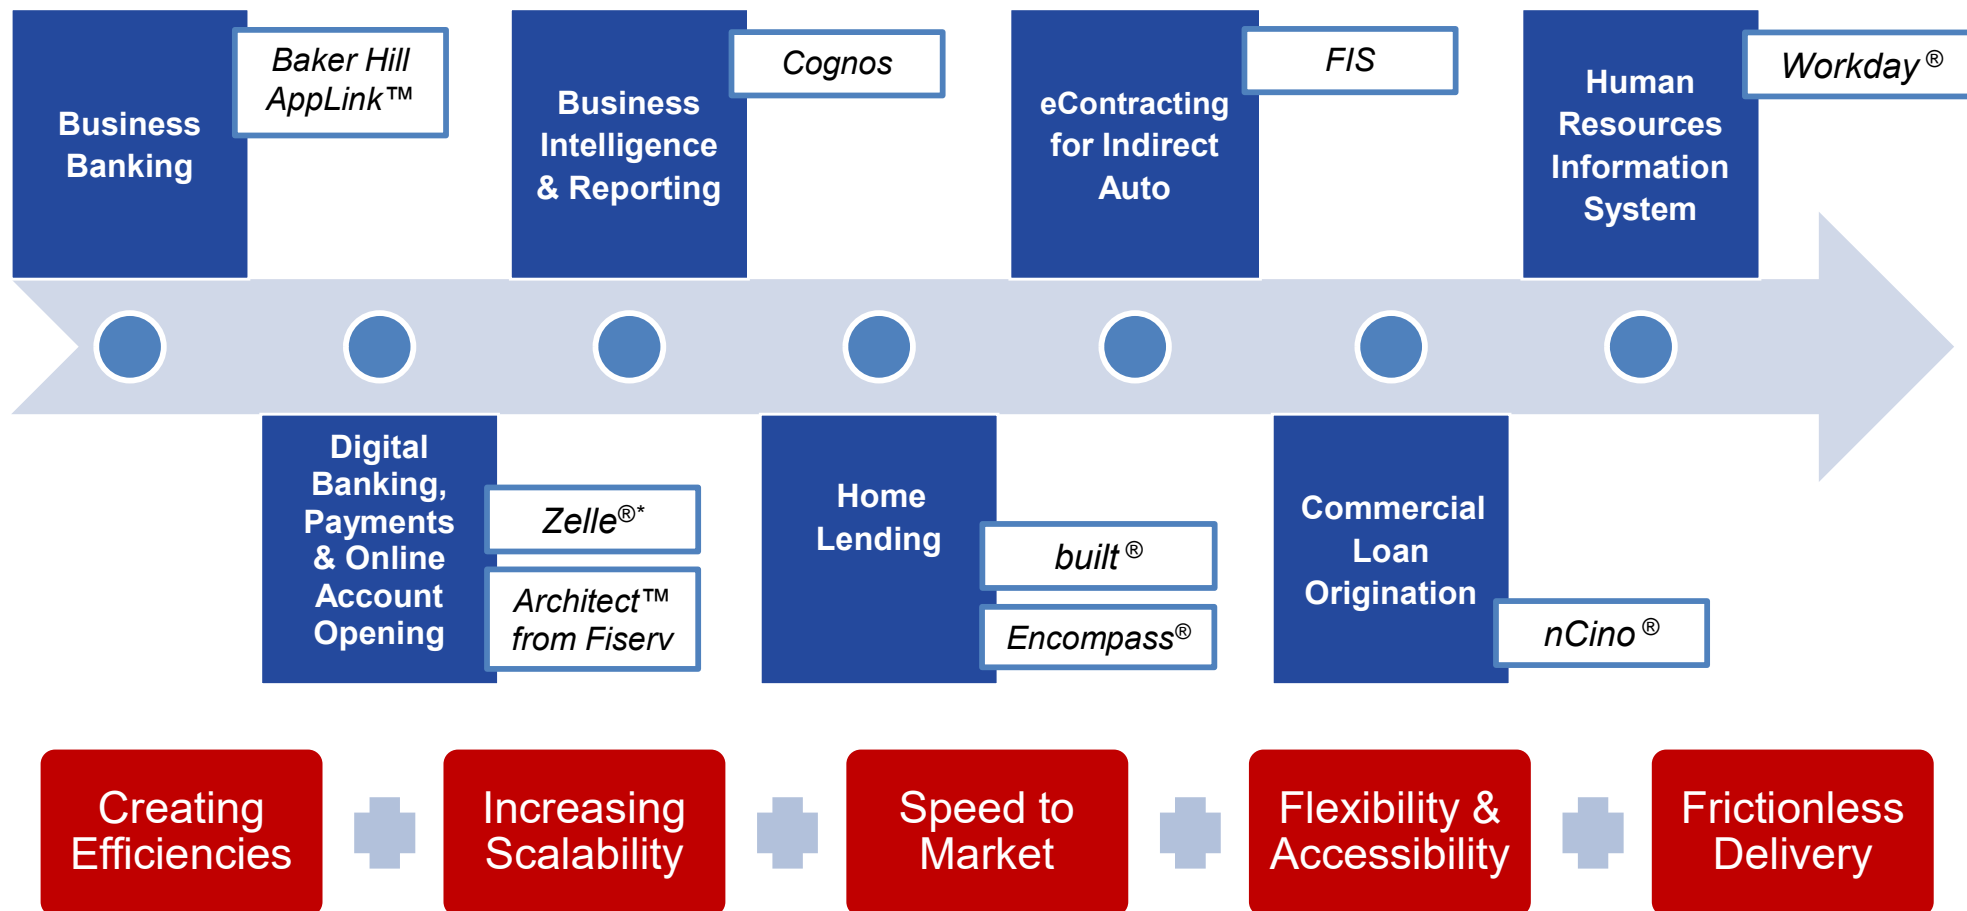 Business
Banking
Baker Hill
AppLink™
Business
Intelligence
& Reporting
Cognos
eContracting
for Indirect
Auto
FIS
Human
Resources
Information
System
Workday ®
Digital
Banking,
Payments
& Online
Account
Opening
Zelle®*
Architect™
from Fiserv
Home
Lending
built ®
Encompass®
Commercial
Loan
Origination
nCino ®
Creating
Efficiencies
Increasing
Scalability
Speed to
Market
Flexibility &
Accessibility
Frictionless
Delivery